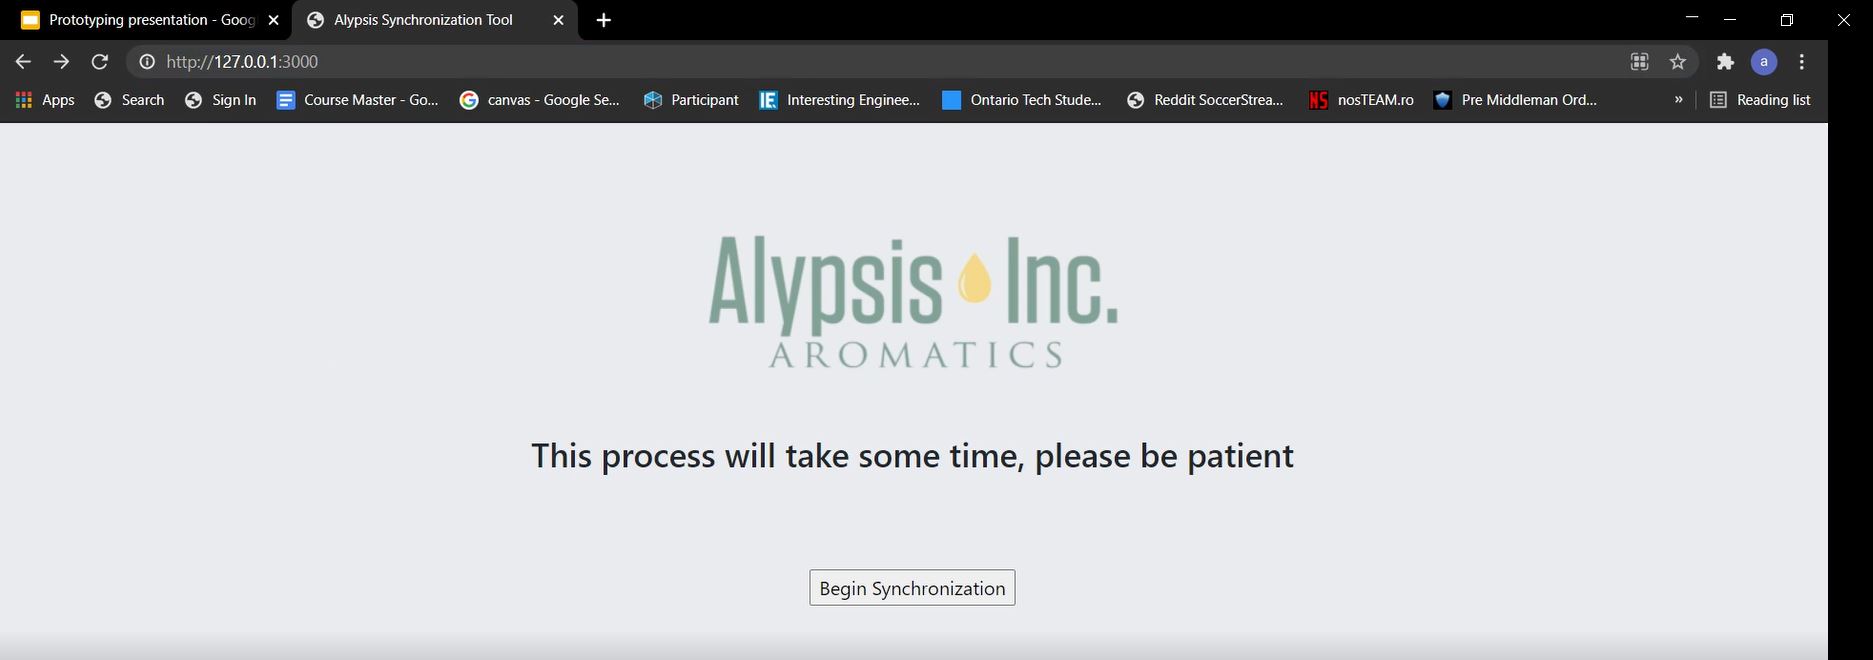 Prototyping presentation - Goog
Alypsis Synchronization Tool
http://127.0.0.1:3000
a
Apps
Search
Sign In
Course Master - Go...
canvas - Google Se...
Participant
IE
Interesting Enginee...
Ontario Tech Stude...
Reddit SoccerStrea...
NS
nosTEAM.ro
Pre Middleman Ord...
»
Reading list
Alypsis Inc.
AROMATICS
This process will take some time, please be patient
Begin Synchronization